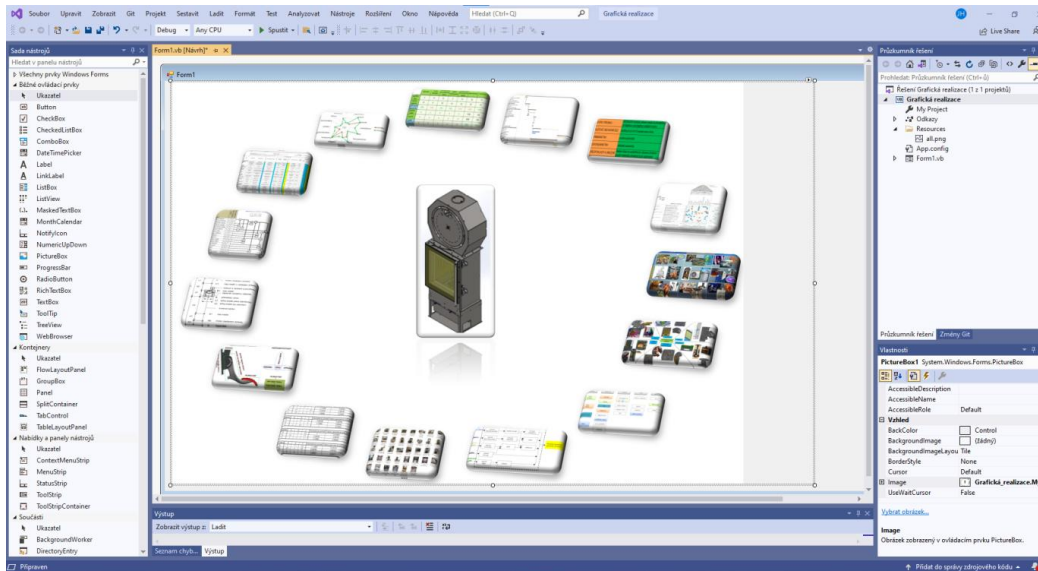 Soubor Upravit Zobrazit Git Projekt Sestavit Ladit Formát Test Analyzovat Nástroje Rozšíření Okno Nápověda Hledat (Ctrl+Q) Grafická realizace JH
Debug Any CPU Spustit Live Share
Sada nástrojů
Hledat v panelu nástrojů
Všechny prvky Windows Forms
Běžné ovládací prvky
Ukazatel
Button
CheckBox
CheckedListBox
ComboBox
DateTimePicker
Label
LinkLabel
ListBox
ListView
MaskedTextBox
MonthCalendar
NotifyIcon
NumericUpDown
PictureBox
ProgressBar
RadioButton
RichTextBox
TextBox
ToolTip
TreeView
WebBrowser
Kontejnery
Ukazatel
FlowLayoutPanel
GroupBox
Panel
SplitContainer
TabControl
TableLayoutPanel
Nabídky a panely nástrojů
Ukazatel
ContextMenuStrip
MenuStrip
StatusStrip
ToolStrip
ToolStripContainer
Součásti
Ukazatel
BackgroundWorker
DirectoryEntry
Form1.vb [Návrh]*
Form1
Výstup
Zobrazit výstup z: Ladit
Seznam chyb... Výstup
Průzkumník řešení
Prohledat: Průzkumník řešení (Ctrl+ů)
Řešení Grafická realizace (1 z 1 projektů)
Grafická realizace
My Project
Odkazy
Resources
all.png
App.config
Form1.vb
Průzkumník řešení Změny Git
Vlastnosti
PictureBox1 System.Windows.Forms.PictureBox
AccessibleDescription
AccessibleName
AccessibleRole Default
Vzhled
BackColor Control
BackgroundImage (žádný)
BackgroundImageLayou Tile
BorderStyle None
Cursor Default
Image Grafická_realizace.M
UseWaitCursor False
Vybrat obrázek...
Image
Obrázek zobrazený v ovládacím prvku PictureBox.
Připraven Přidat do správy zdrojového kódu